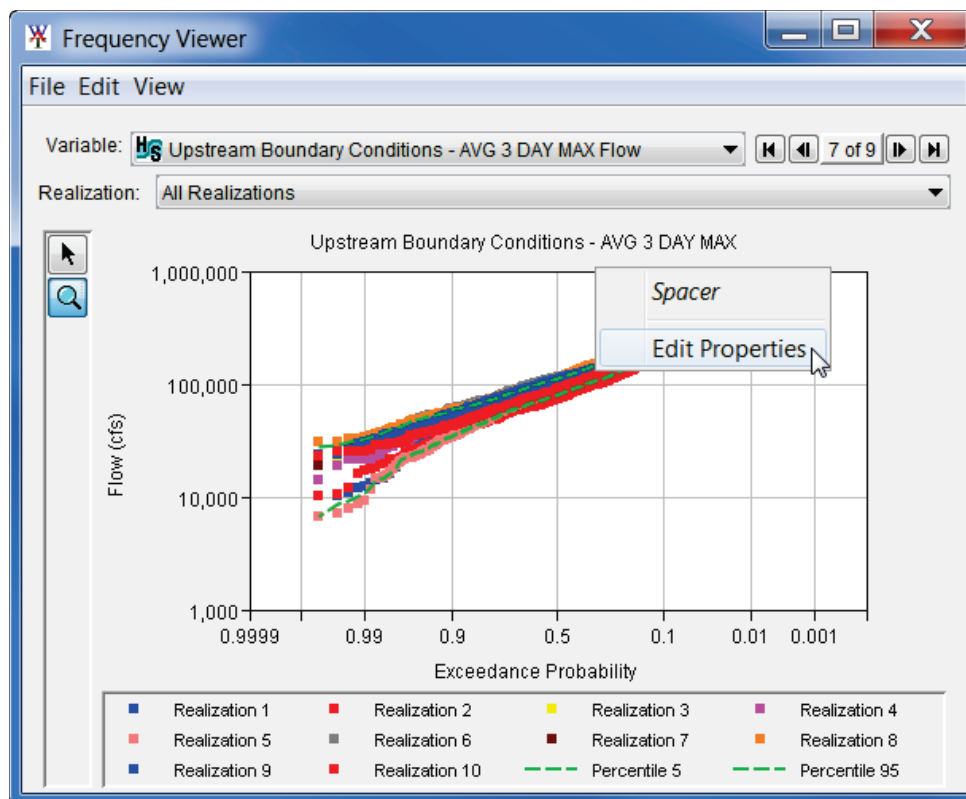 Frequency Viewer
File Edit View
Variable: HS Upstream Boundary Conditions - AVG 3 DAY MAX Flow 7 of 9
Realization: All Realizations
Upstream Boundary Conditions - AVG 3 DAY MAX
Spacer
Edit Properties
1,000,000
100,000
10,000
1,000
Flow (cfs)
0.9999 0.99 0.9 0.5 0.1 0.01 0.001
Exceedance Probability
Realization 1 Realization 2 Realization 3 Realization 4
Realization 5 Realization 6 Realization 7 Realization 8
Realization 9 Realization 10 Percentile 5 Percentile 95